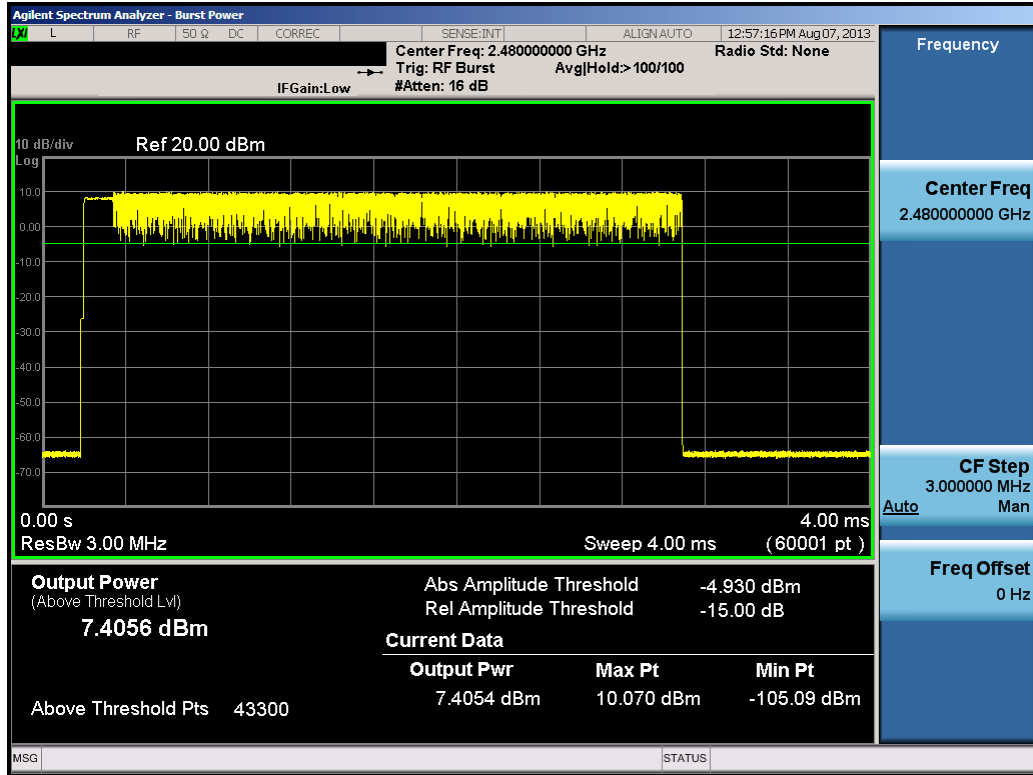 Agilent Spectrum Analyzer - Burst Power
LXI L RF 50 Ω DC CORREC SENSE:INT ALIGN AUTO 12:57:16 PM Aug 07, 2013
Center Freq: 2.480000000 GHz Radio Std: None
Trig: RF Burst Avg|Hold:>100/100
IFGain:Low #Atten: 16 dB
10 dB/div Ref 20.00 dBm
Log
10.0
0.00
-10.0
-20.0
-30.0
-40.0
-50.0
-60.0
-70.0
0.00 s 4.00 ms
ResBw 3.00 MHz Sweep 4.00 ms (60001 pt )
Output Power
(Above Threshold Lvl)
7.4056 dBm
Above Threshold Pts 43300
Abs Amplitude Threshold -4.930 dBm
Rel Amplitude Threshold -15.00 dB
Current Data
Output Pwr Max Pt Min Pt
7.4054 dBm 10.070 dBm -105.09 dBm
MSG STATUS
Frequency
Center Freq
2.480000000 GHz
CF Step
3.000000 MHz
Auto Man
Freq Offset
0 Hz